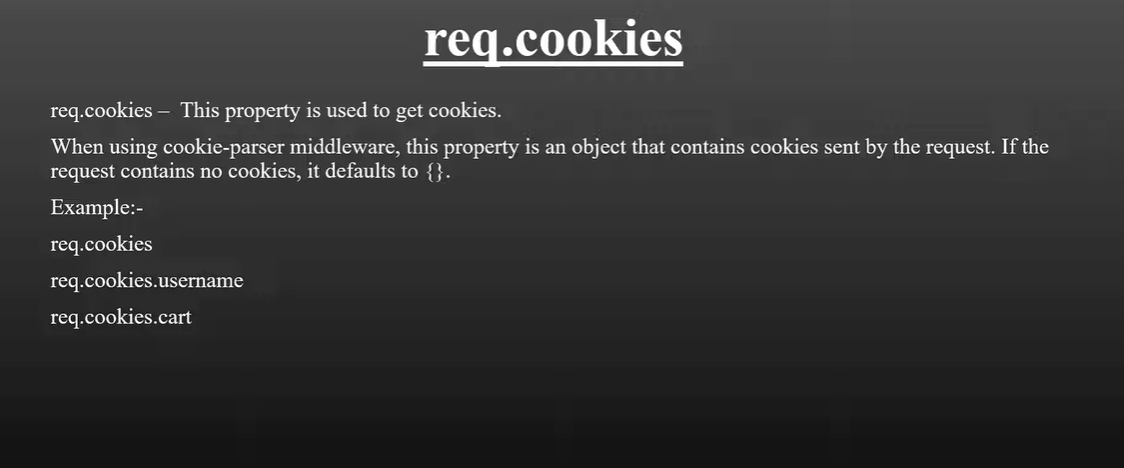 req.cookies
req.cookies – This property is used to get cookies.
When using cookie-parser middleware, this property is an object that contains cookies sent by the request. If the
request contains no cookies, it defaults to {}.
Example:-
req.cookies
req.cookies.username
req.cookies.cart